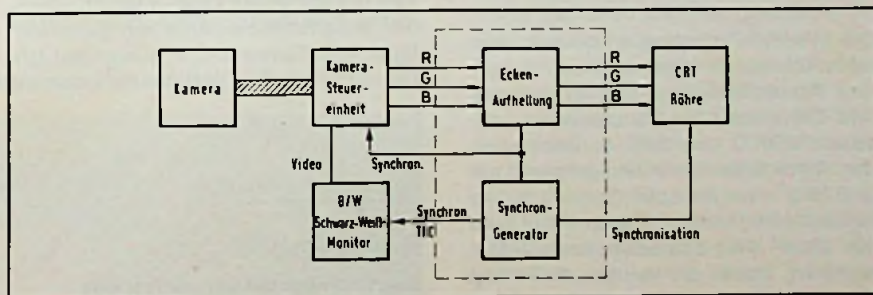 Kamera
Kamera-
Steuer-
einheit
R
G
B
Ecken-
Aufhellung
R
G
B
CRT
Röhre
Video
Synchron.
B/W
Schwarz-Weiß-
Monitor
Synchron
Synchron-
Generator
Synchronisation